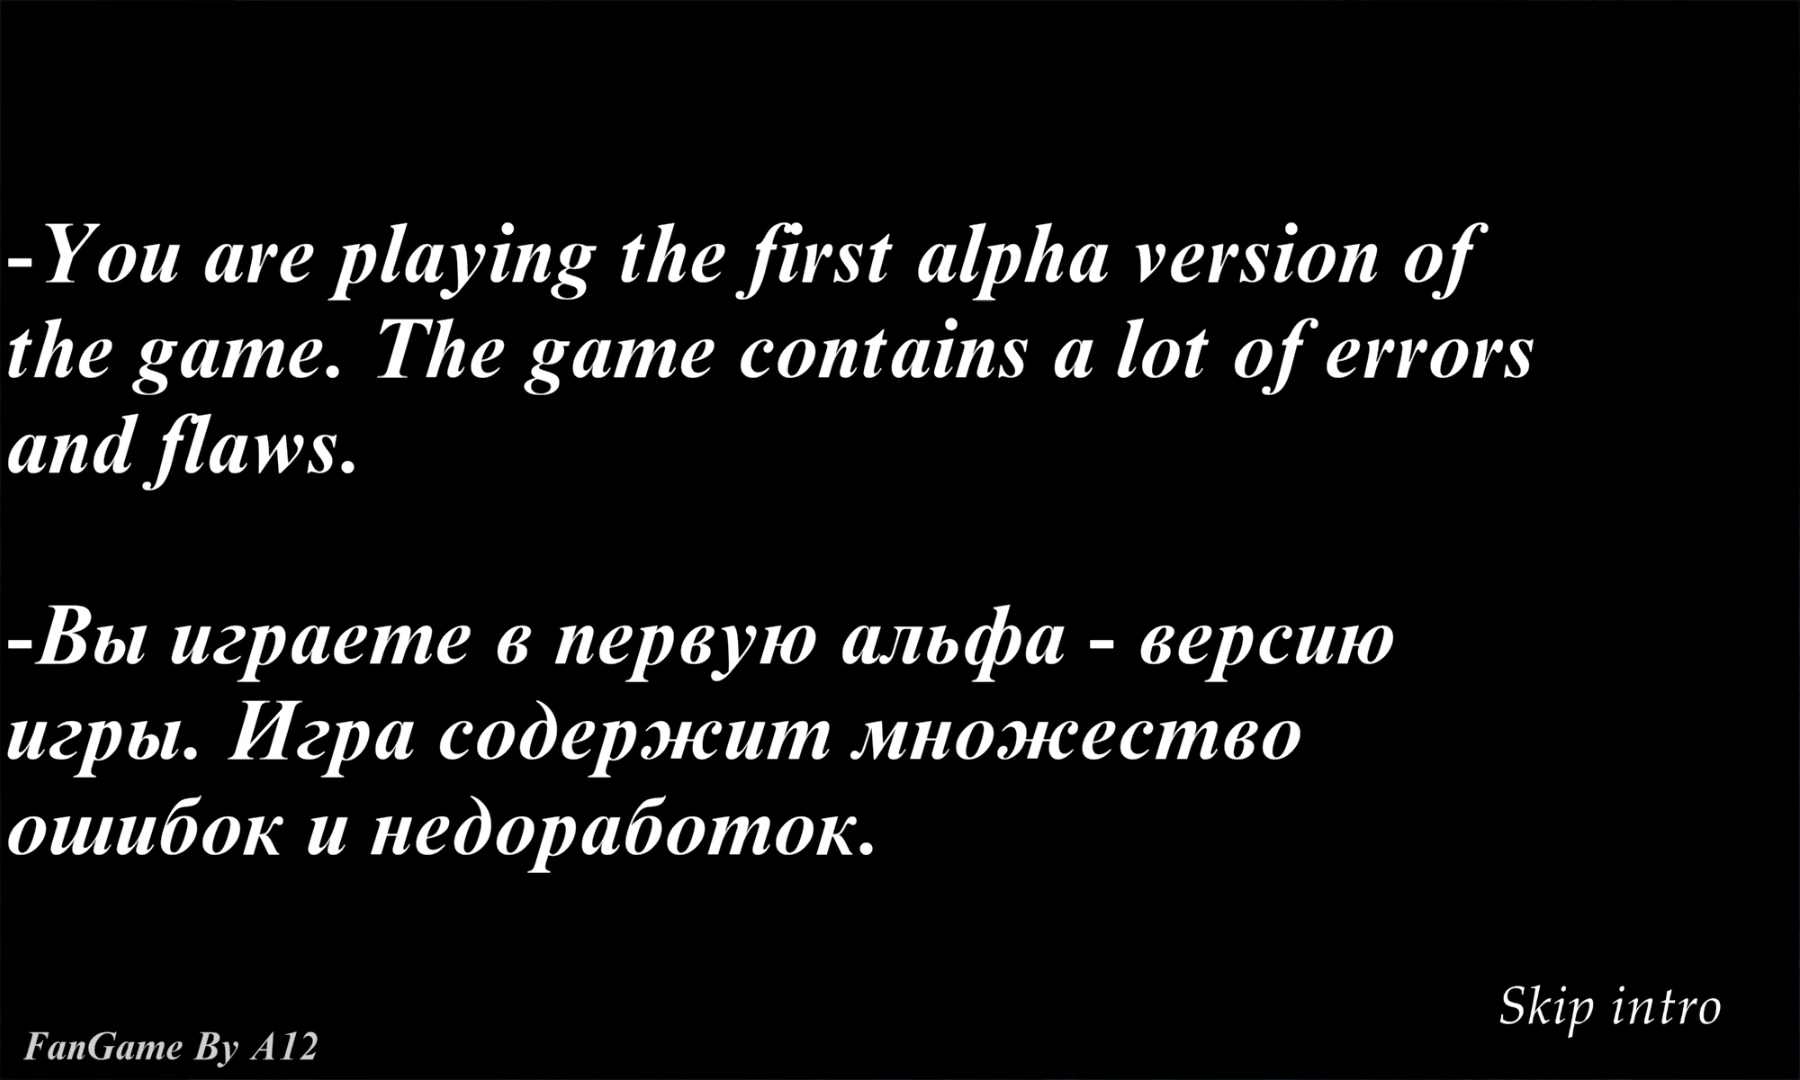 -You are playing the first alpha version of
the game. The game contains a lot of errors
and flaws.
-Вы играете в первую альфа - версию
игры. Игра содержит множество
ошибок и недоработок.
Skip intro
FanGame By A12